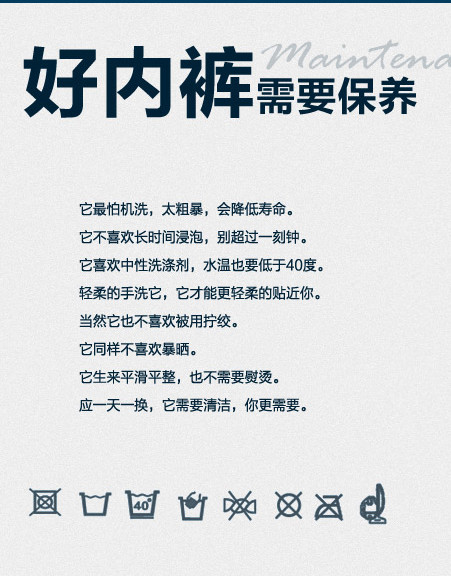 Maintena
好内裤需要保养
它最怕机洗，太粗暴，会降低寿命。
它不喜欢长时间浸泡，别超过一刻钟。
它喜欢中性洗涤剂，水温也要低于40度。
轻柔的手洗它，它才能更轻柔的贴近你。
当然它也不喜欢被用拧绞。
它同样不喜欢暴晒。
它生来平滑平整，也不需要熨烫。
应一天一换，它需要清洁，你更需要。
40°